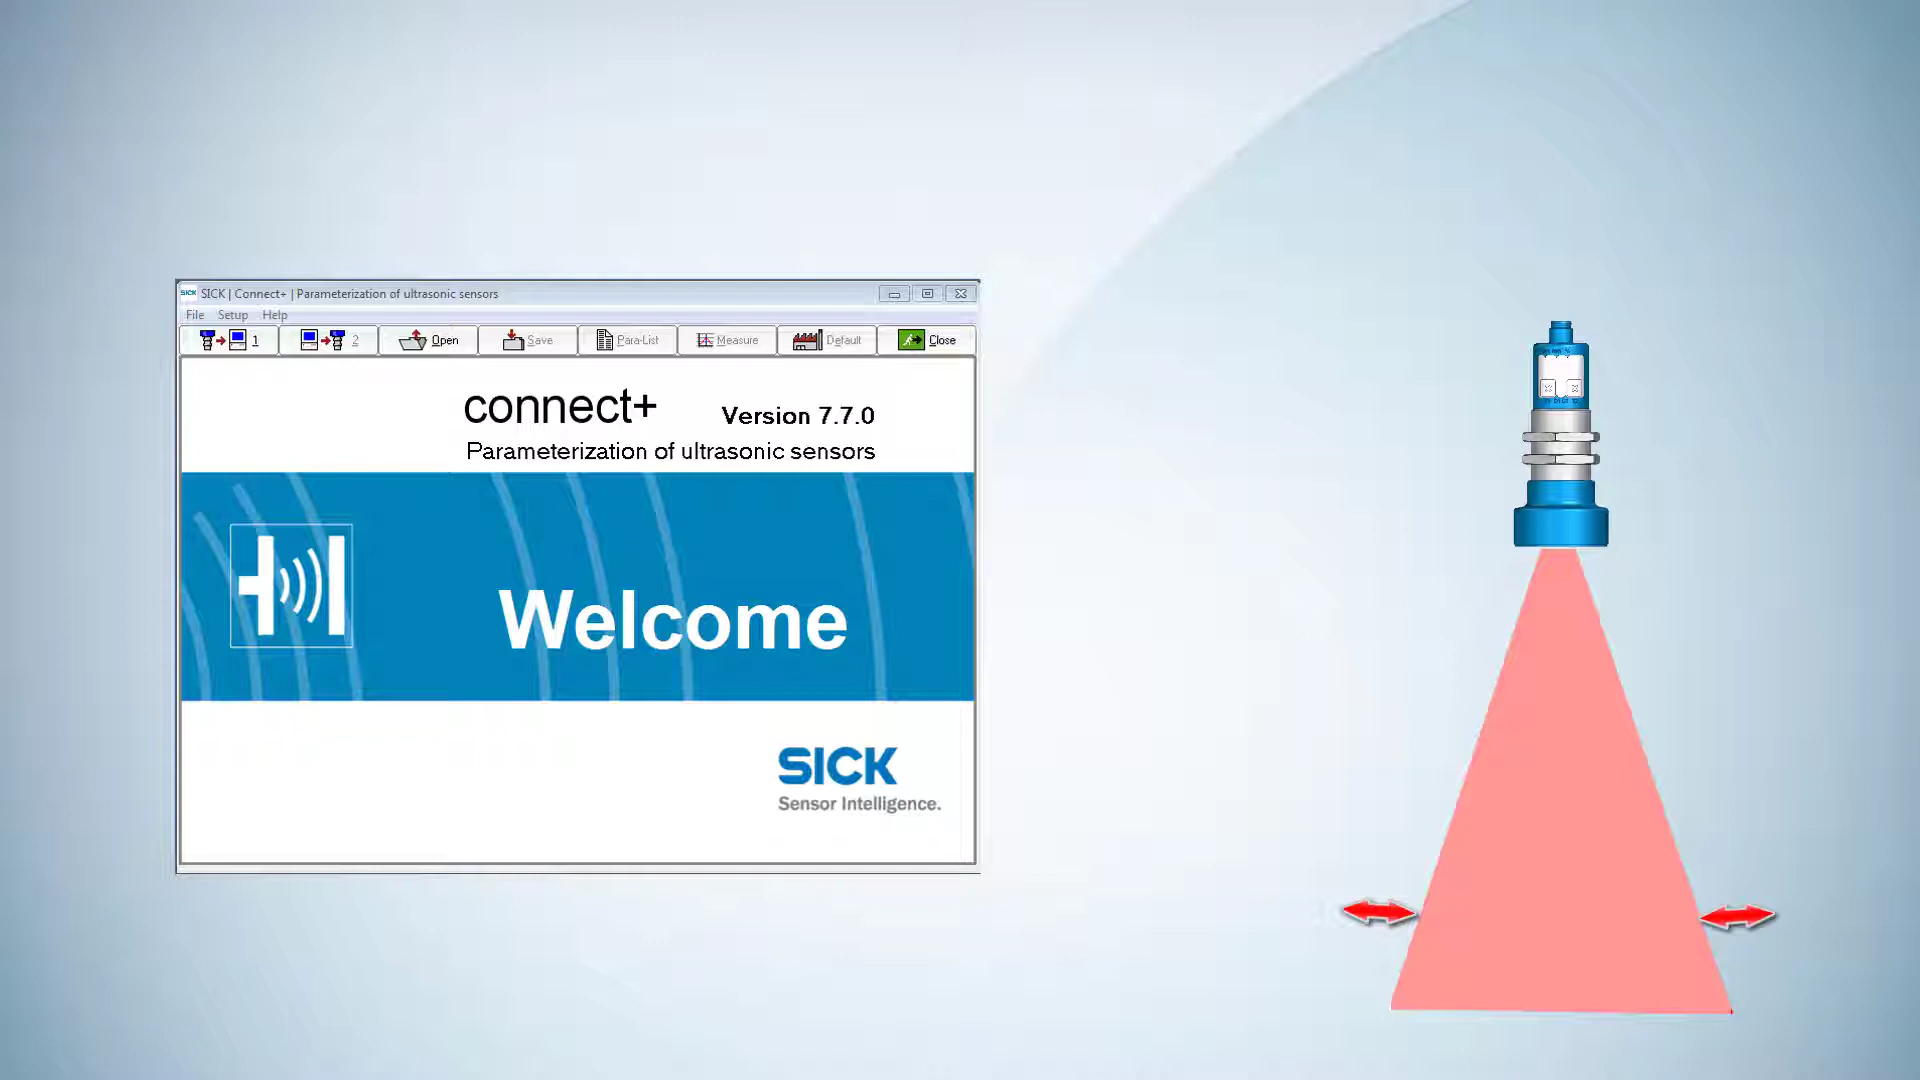 SICK SICK | Connect+ | Parameterization of ultrasonic sensors
File Setup Help
1 2 Open Save Para-List Measure Default Close
connect+ Version 7.7.0
Parameterization of ultrasonic sensors
Welcome
SICK
Sensor Intelligence.